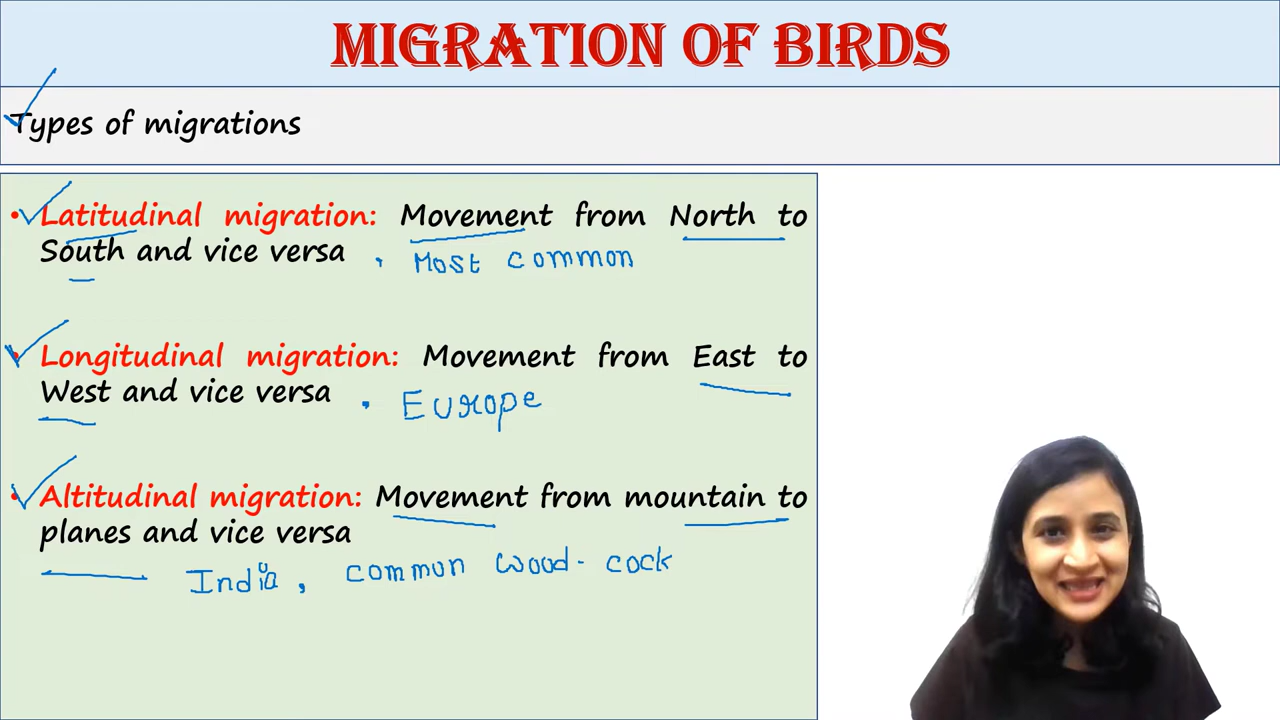 MIGRATION OF BIRDS
Types of migrations
• Latitudinal migration: Movement from North to
South and vice versa . Most common
• Longitudinal migration: Movement from East to
West and vice versa . Europe
• Altitudinal migration: Movement from mountain to
planes and vice versa
India , common wood-cock